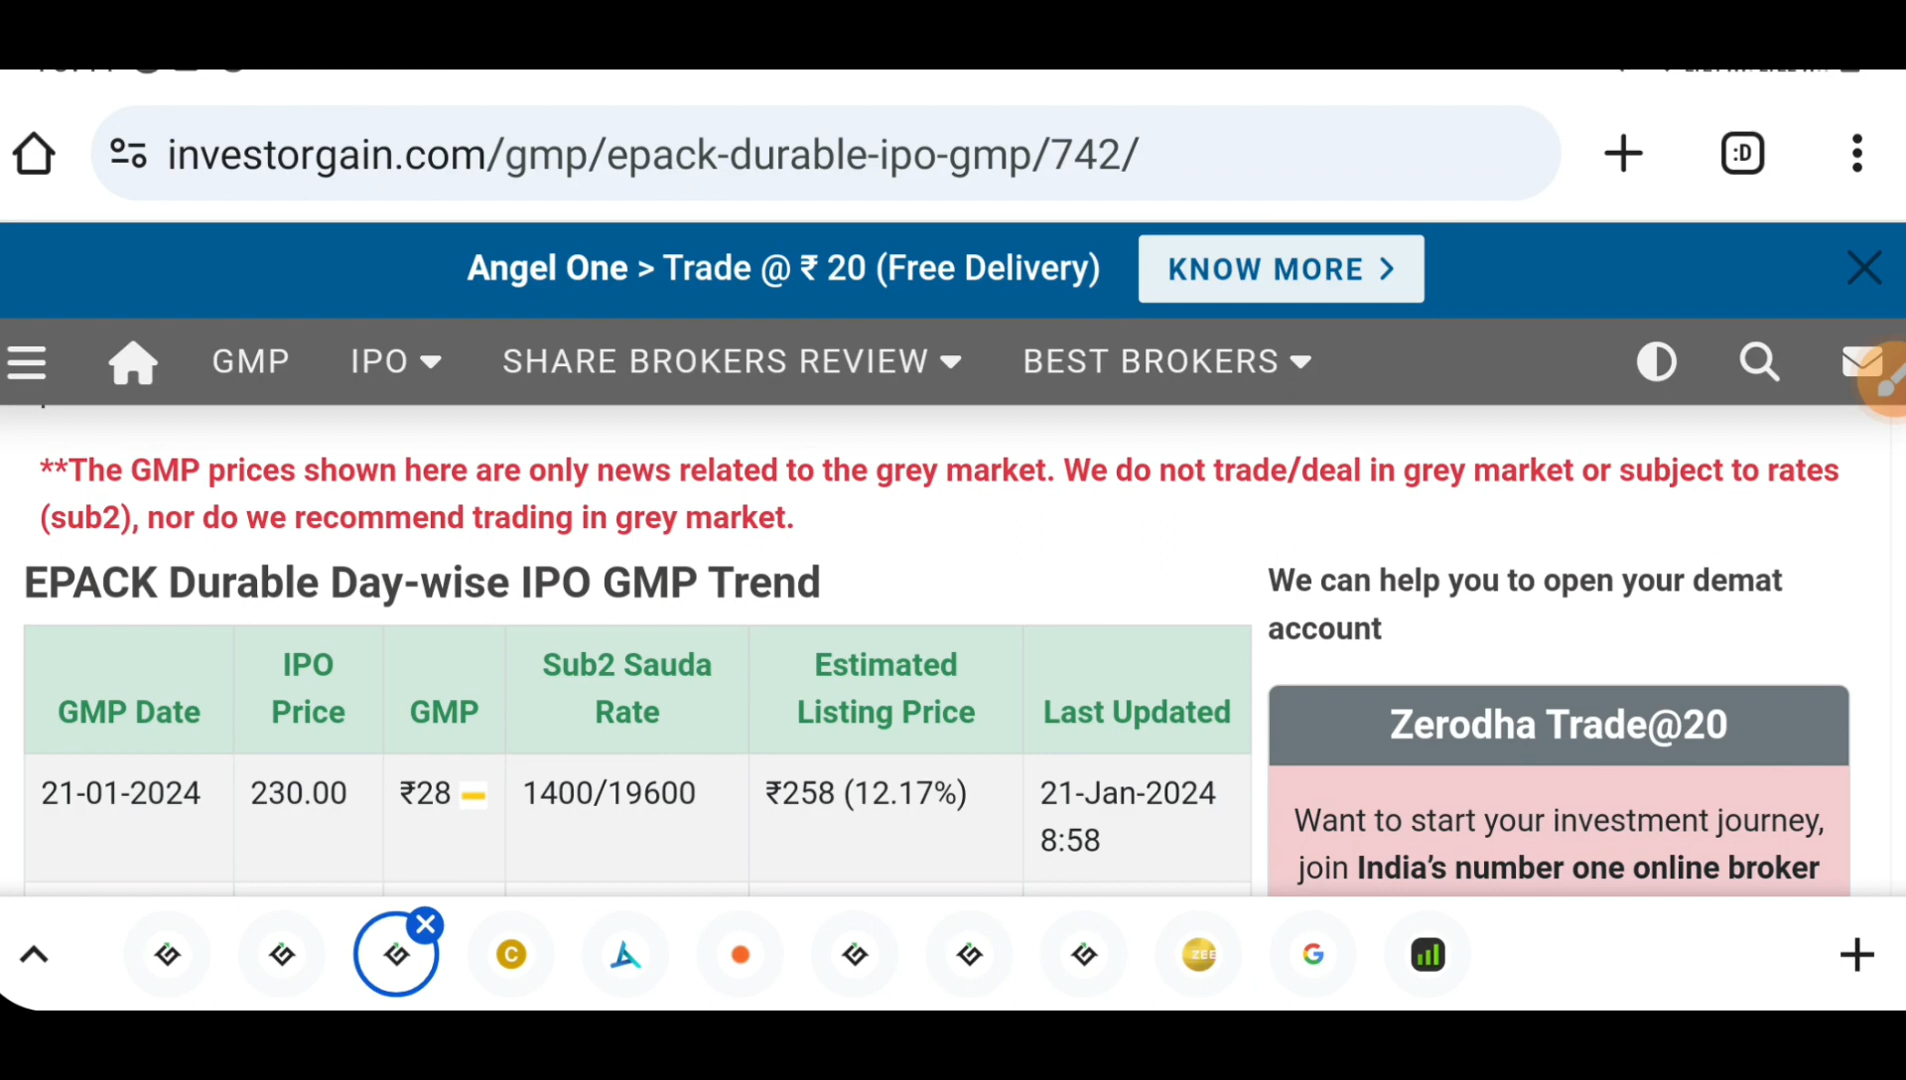 investorgain.com/gmp/epack-durable-ipo-gmp/742/
:D
Angel One > Trade @ ₹ 20 (Free Delivery)
KNOW MORE >
GMP
IPO
SHARE BROKERS REVIEW
BEST BROKERS
**The GMP prices shown here are only news related to the grey market. We do not trade/deal in grey market or subject to rates
(sub2), nor do we recommend trading in grey market.
EPACK Durable Day-wise IPO GMP Trend
GMP Date
IPO
Price
GMP
Sub2 Sauda
Rate
Estimated
Listing Price
Last Updated
21-01-2024
230.00
₹28
1400/19600
₹258 (12.17%)
21-Jan-2024
8:58
We can help you to open your demat
account
Zerodha Trade@20
Want to start your investment journey,
join India's number one online broker
C
ZEE
G